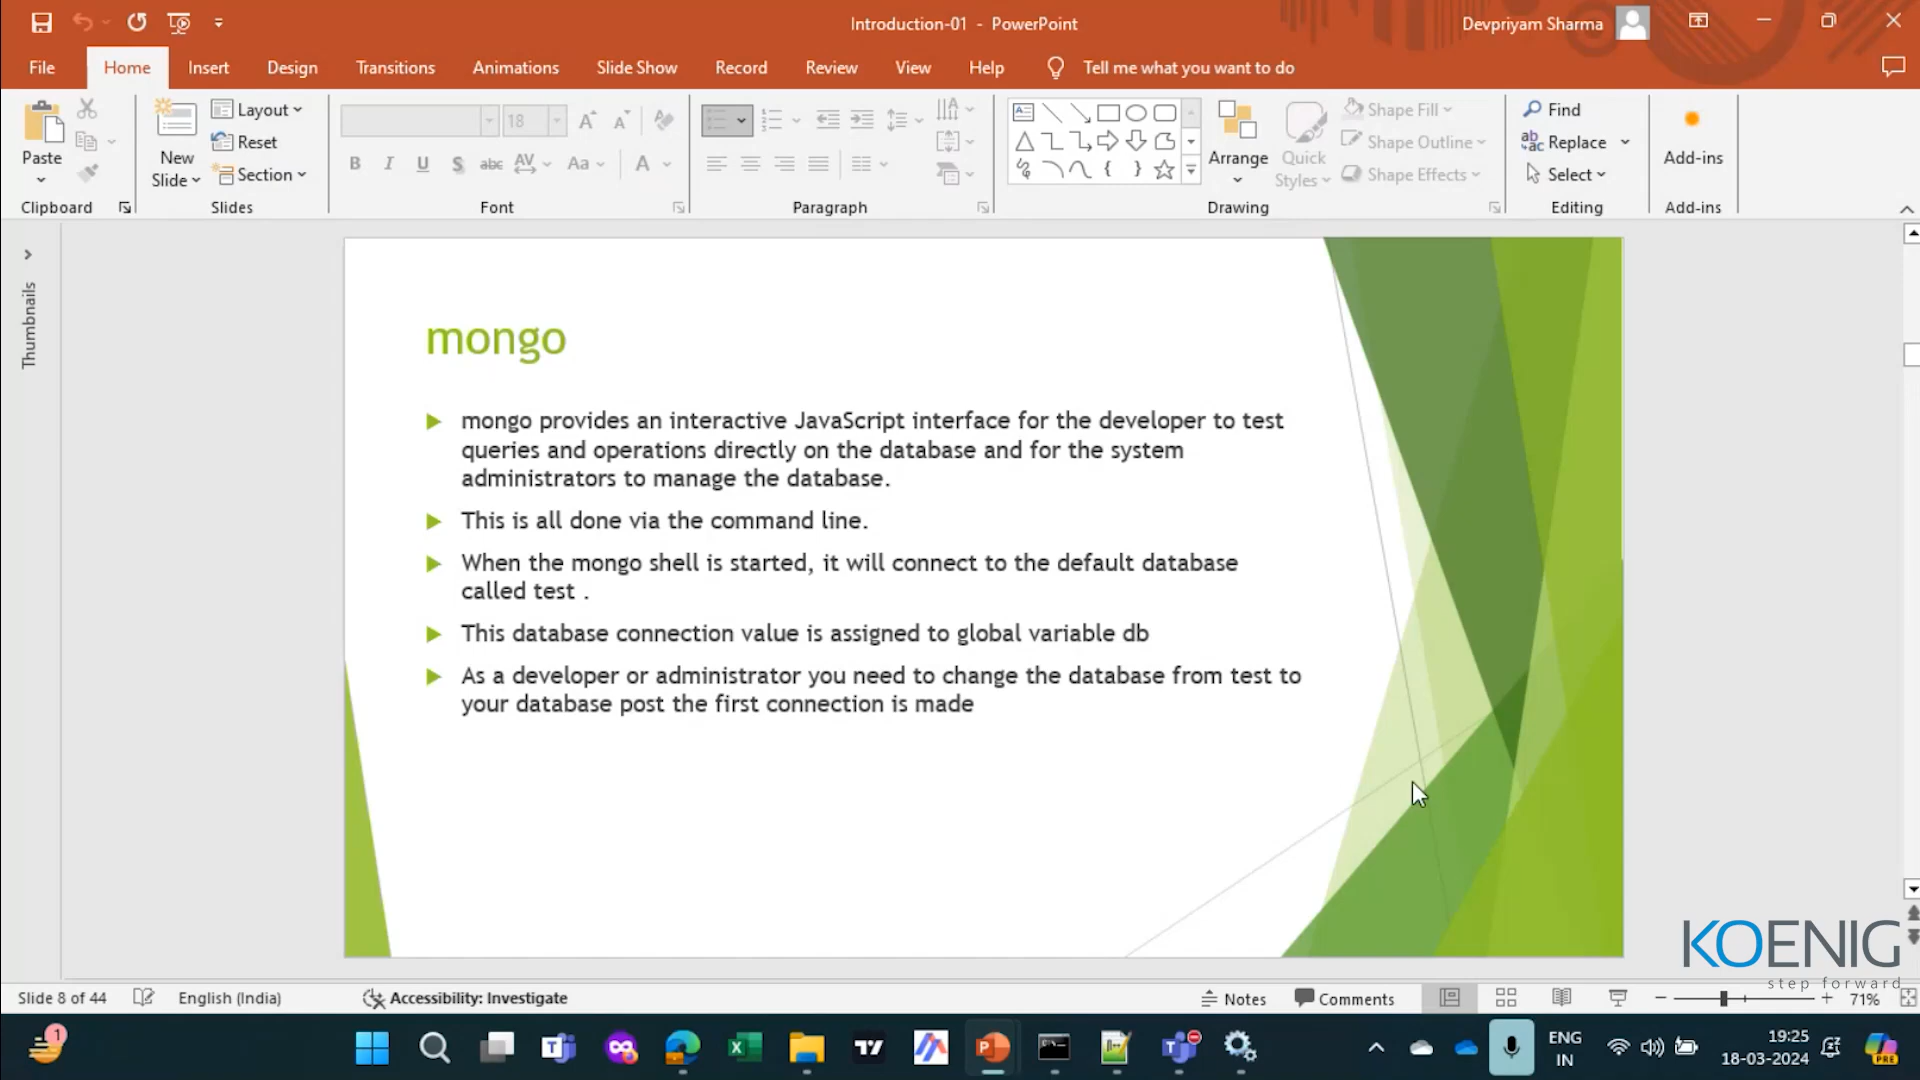 Introduction-01 - PowerPoint
Devpriyam Sharma
File Home Insert Design Transitions Animations Slide Show Record Review View Help Tell me what you want to do
Paste
New
Slide
Layout
Reset
Section
18
B I U S abc AV Aa A
Arrange
Quick
Styles
Shape Fill
Shape Outline
Shape Effects
Find
Replace
Select
Add-ins
Clipboard Slides Font Paragraph Drawing Editing Add-ins
Thumbnails
mongo
mongo provides an interactive JavaScript interface for the developer to test
queries and operations directly on the database and for the system
administrators to manage the database.
This is all done via the command line.
When the mongo shell is started, it will connect to the default database
called test .
This database connection value is assigned to global variable db
As a developer or administrator you need to change the database from test to
your database post the first connection is made
KOENIG
step forward
Slide 8 of 44 English (India) Accessibility: Investigate Notes Comments 71%
1
ENG
IN
19:25
18-03-2024
PRE